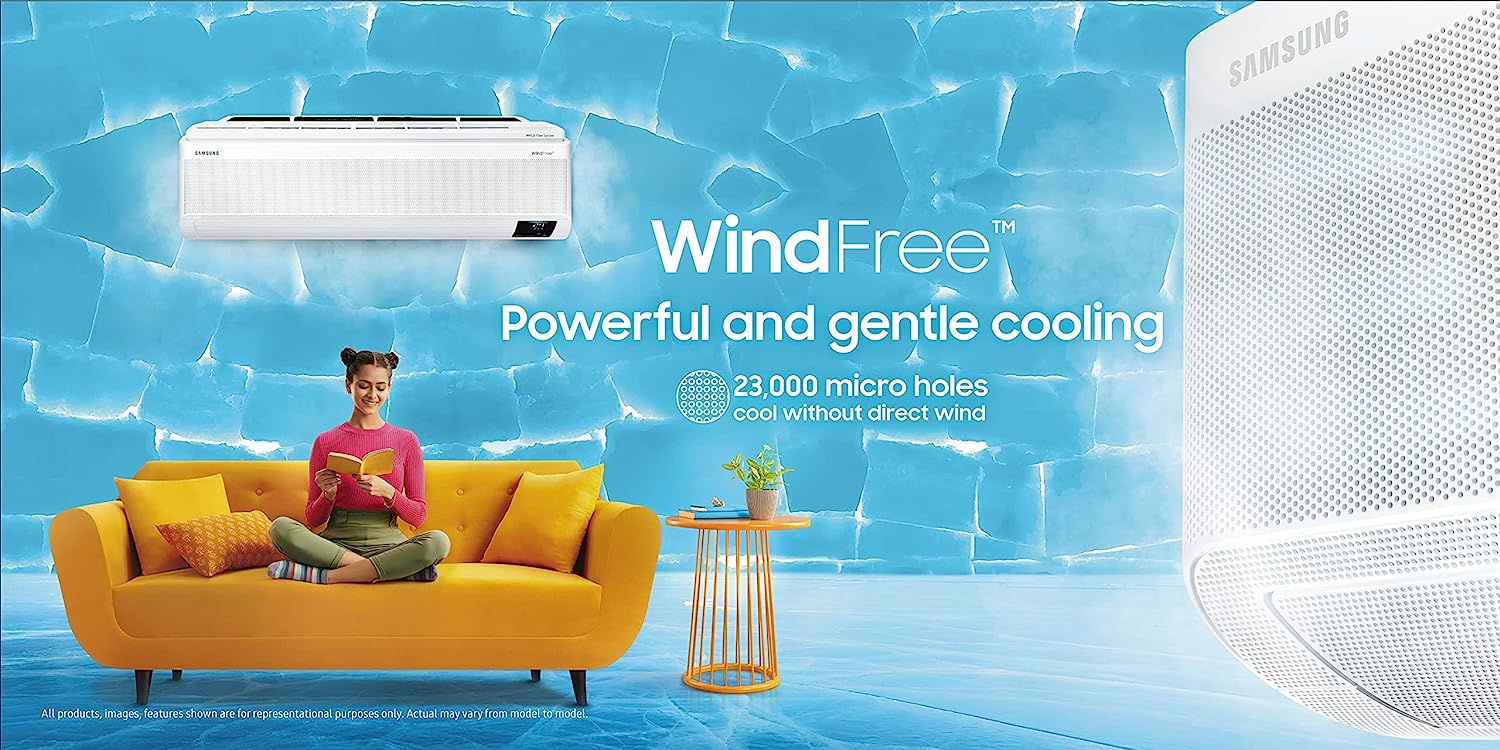 SAMSUNG
SAMSUNG
WindFree™
WindFree™
Powerful and gentle cooling
23,000 micro holes
cool without direct wind
All products, images, features shown are for representational purposes only. Actual may vary from model to model.